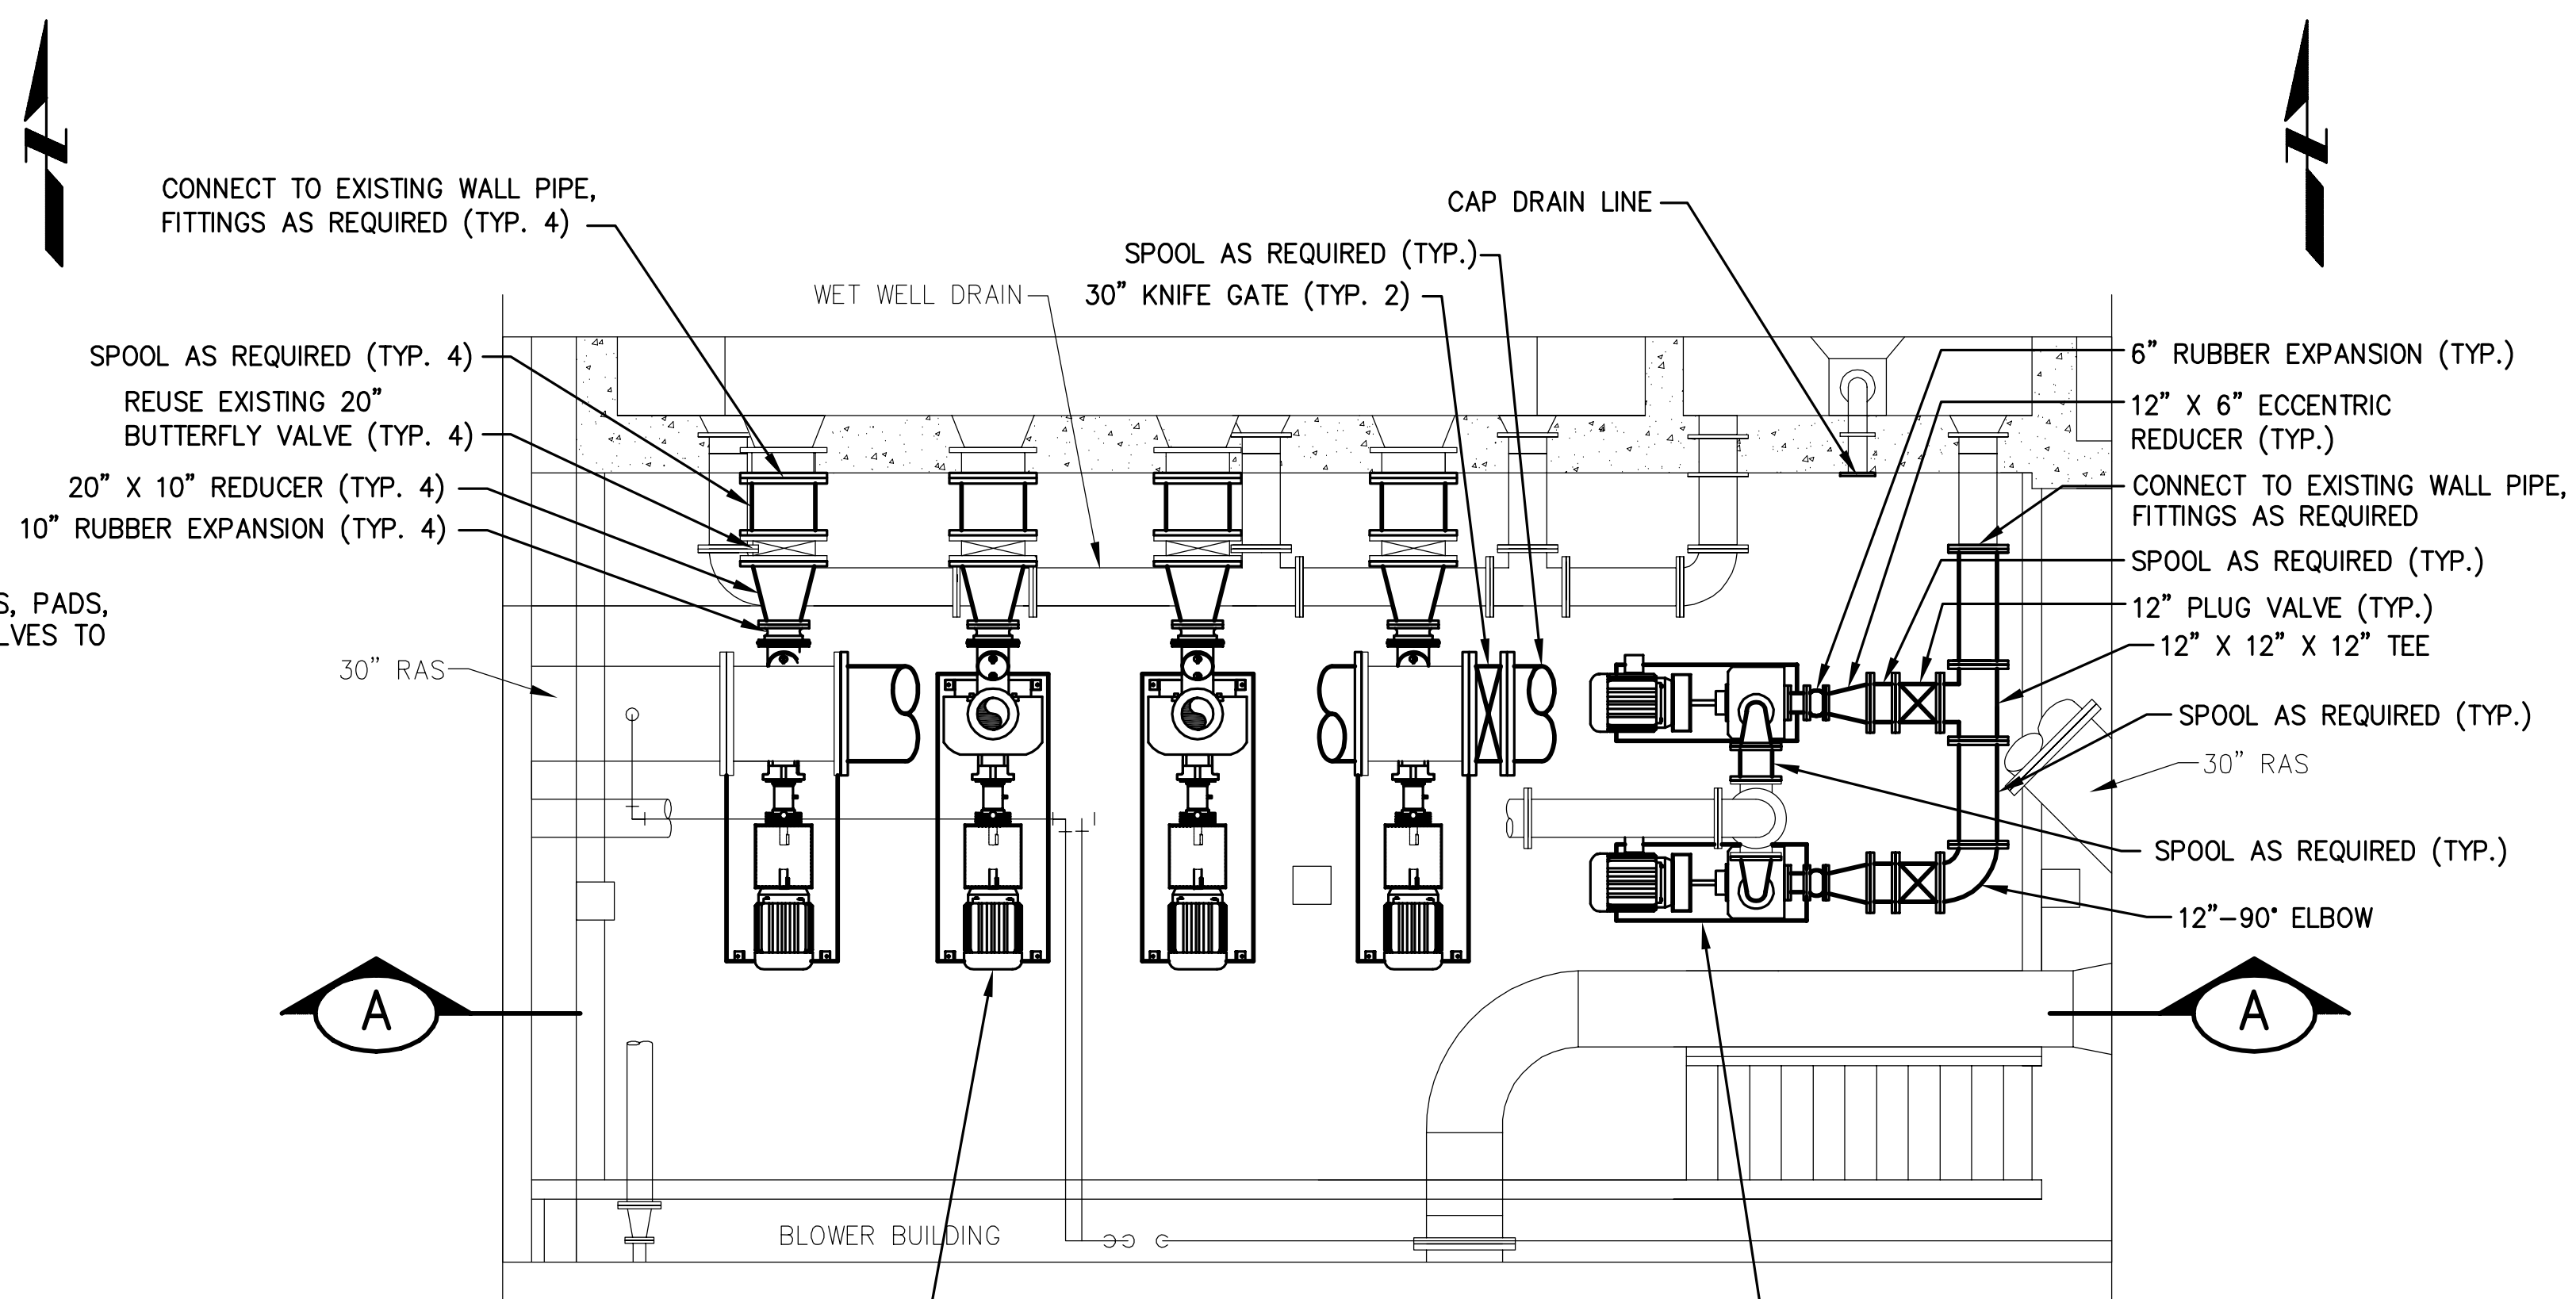 CONNECT TO EXISTING WALL PIPE,
FITTINGS AS REQUIRED (TYP. 4)
CAP DRAIN LINE
SPOOL AS REQUIRED (TYP.)
30” KNIFE GATE (TYP. 2)
WET WELL DRAIN
SPOOL AS REQUIRED (TYP. 4)
REUSE EXISTING 20”
BUTTERFLY VALVE (TYP. 4)
20” X 10” REDUCER (TYP. 4)
10” RUBBER EXPANSION (TYP. 4)
S, PADS,
LVES TO
30” RAS
6” RUBBER EXPANSION (TYP.)
12” X 6” ECCENTRIC
REDUCER (TYP.)
CONNECT TO EXISTING WALL PIPE,
FITTINGS AS REQUIRED
SPOOL AS REQUIRED (TYP.)
12” PLUG VALVE (TYP.)
12” X 12” X 12” TEE
SPOOL AS REQUIRED (TYP.)
30” RAS
SPOOL AS REQUIRED (TYP.)
12”-90° ELBOW
A
A
BLOWER BUILDING